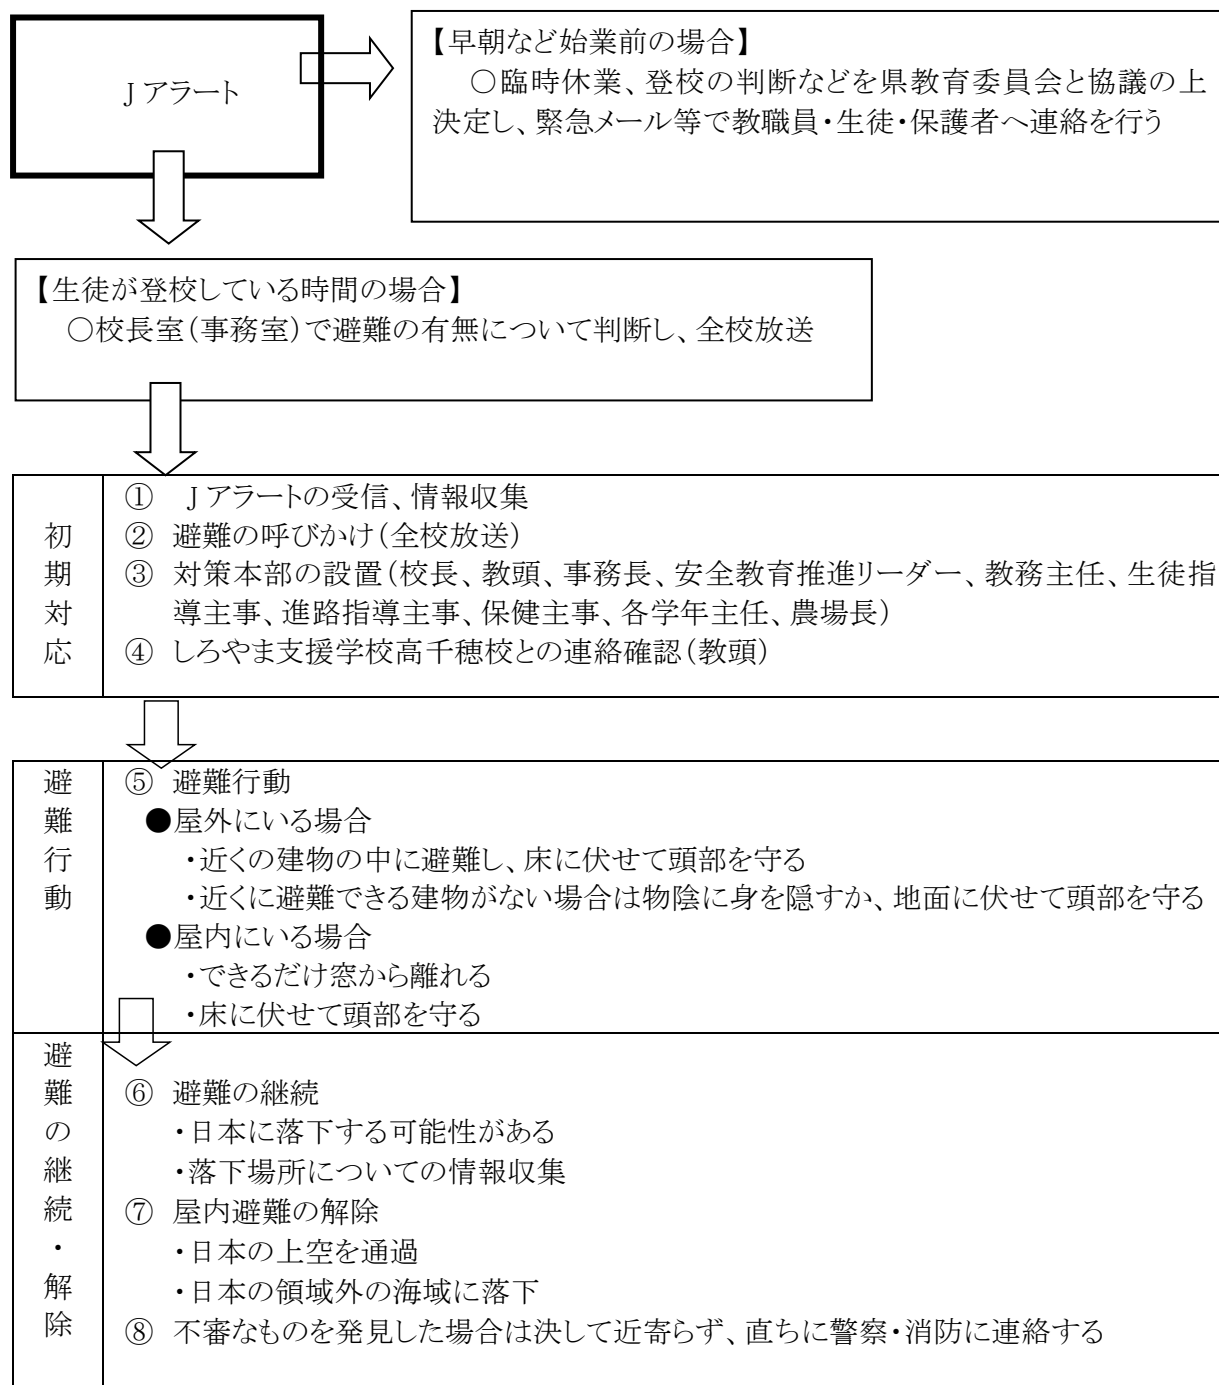 Jアラート
【早朝など始業前の場合】
○臨時休業、登校の判断などを県教育委員会と協議の上
決定し、緊急メール等で教職員・生徒・保護者へ連絡を行う
【生徒が登校している時間の場合】
○校長室(事務室)で避難の有無について判断し、全校放送
初期対応
① Jアラートの受信、情報収集
② 避難の呼びかけ(全校放送)
③ 対策本部の設置(校長、教頭、事務長、安全教育推進リーダー、教務主任、生徒指
導主事、進路指導主事、保健主事、各学年主任、農場長)
④ しろやま支援学校高千穂校との連絡確認(教頭)
避難行動
⑤ 避難行動
●屋外にいる場合
・近くの建物の中に避難し、床に伏せて頭部を守る
・近くに避難できる建物がない場合は物陰に身を隠すか、地面に伏せて頭部を守る
●屋内にいる場合
・できるだけ窓から離れる
・床に伏せて頭部を守る
避難の継続・解除
⑥ 避難の継続
・日本に落下する可能性がある
・落下場所についての情報収集
⑦ 屋内避難の解除
・日本の上空を通過
・日本の領域外の海域に落下
⑧ 不審なものを発見した場合は決して近寄らず、直ちに警察・消防に連絡する